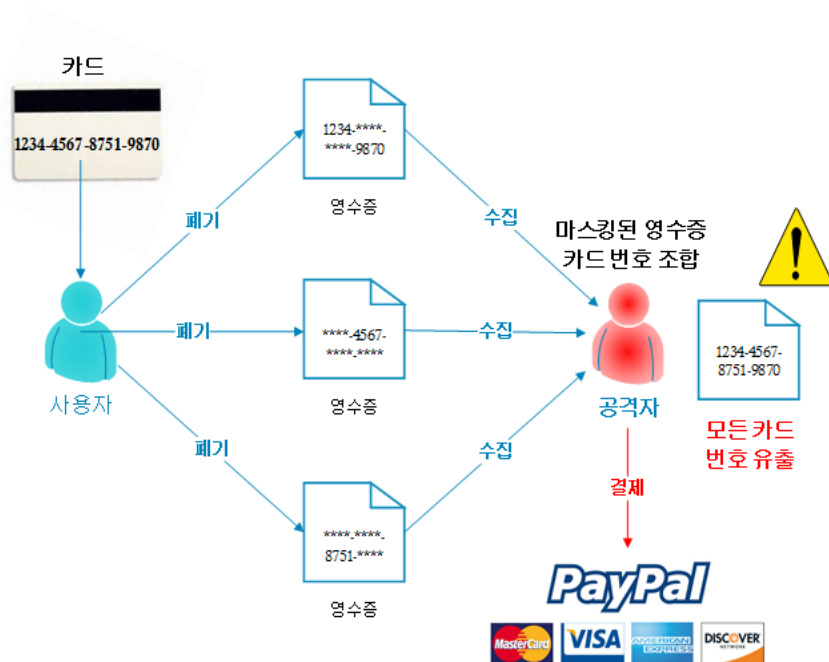 카드
1234-4567-8751-9870
1234-****-
****-9870
영수증
폐기
수집
마스킹된 영수증
카드 번호 조합
폐기
****-4567-
****-****
수집
영수증
1234-4567-
8751-9870
사용자
공격자
모든 카드
번호 유출
폐기
수집
****-****-
8751-****
영수증
결제
PayPal
MasterCard
VISA
AMERICAN
EXPRESS
DISCOVER
NETWORK